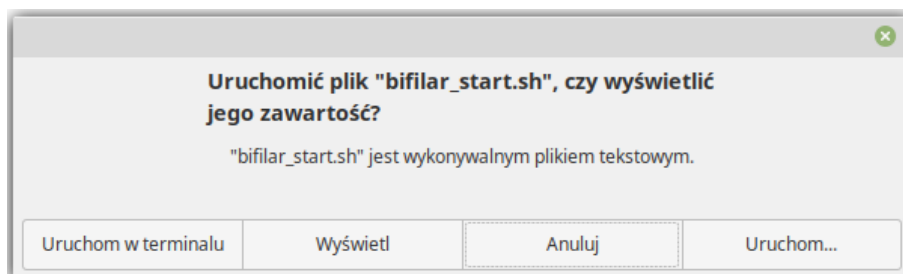 Uruchomić plik "bifilar_start.sh", czy wyświetlić
jego zawartość?
"bifilar_start.sh" jest wykonywalnym plikiem tekstowym.
Uruchom w terminalu
Wyświetl
Anuluj
Uruchom...